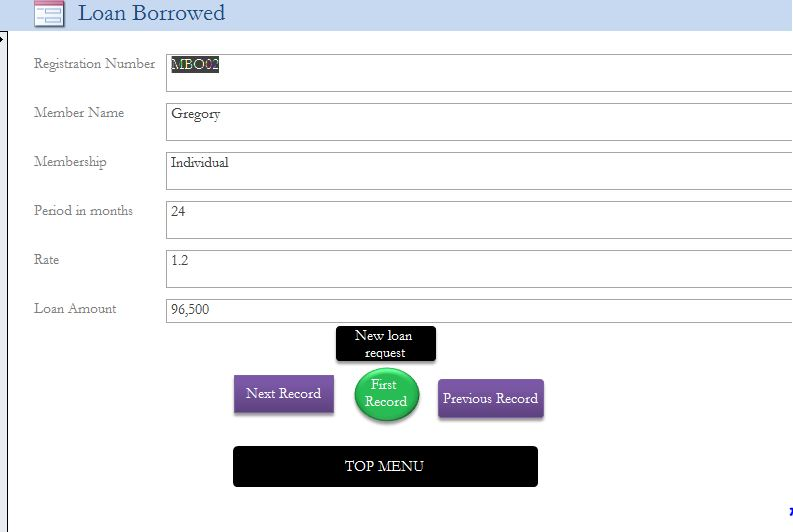 Loan Borrowed
Registration Number MBO02
Member Name Gregory
Membership Individual
Period in months 24
Rate 1.2
Loan Amount 96,500
New loan
request
Next Record
First
Record
Previous Record
TOP MENU